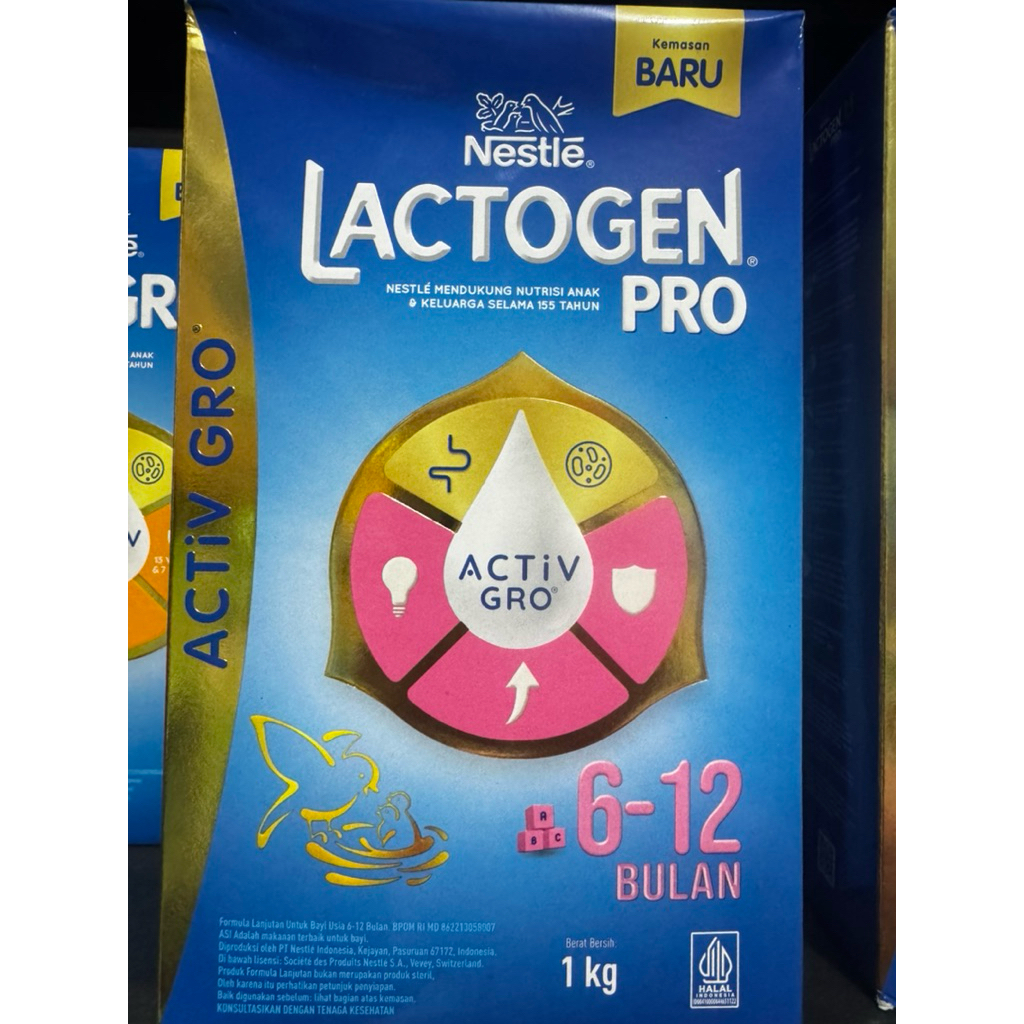 Kemasan
BARU
Nestlé®
LACTOGEN®
PRO
NESTLÉ MENDUKUNG NUTRISI ANAK
& KELUARGA SELAMA 155 TAHUN
ACTiV GRO®
ACTiV
GRO®
A
B C
6-12
BULAN
Formula Lanjutan Untuk Bayi Usia 6-12 Bulan. BPOM RI MD 862213058007
ASI Adalah makanan terbaik untuk bayi.
Diproduksi oleh PT Nestlé Indonesia, Kejayan, Pasuruan 67172, Indonesia.
Di bawah lisensi: Société des Produits Nestlé S.A., Vevey, Switzerland.
Produk Formula Lanjutan bukan merupakan produk steril,
Oleh karena itu perhatikan petunjuk penyiapan.
Baik digunakan sebelum: lihat bagian atas kemasan.
KONSULTASIKAN DENGAN TENAGA KESEHATAN
Berat Bersih:
1 kg
HALAL
INDONESIA
GR
ANAK
TAHUN